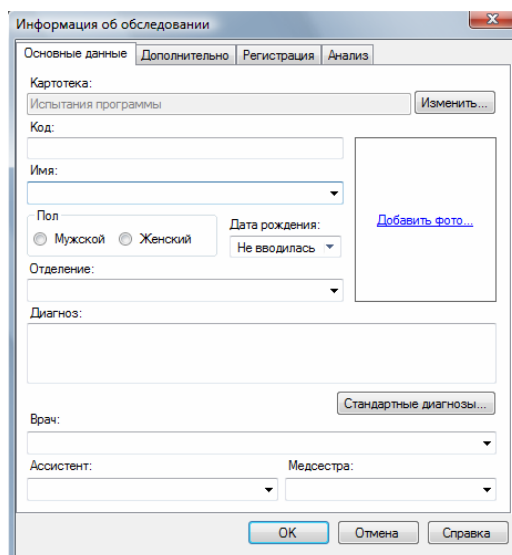 Информация об обследовании
Основные данные Дополнительно Регистрация Анализ
Картотека:
Испытания программы Изменить...
Код:
Имя:
Добавить фото...
Пол Дата рождения:
Мужской Женский Не вводилась
Отделение:
Диагноз:
Стандартные диагнозы...
Врач:
Ассистент: Медсестра:
OK Отмена Справка